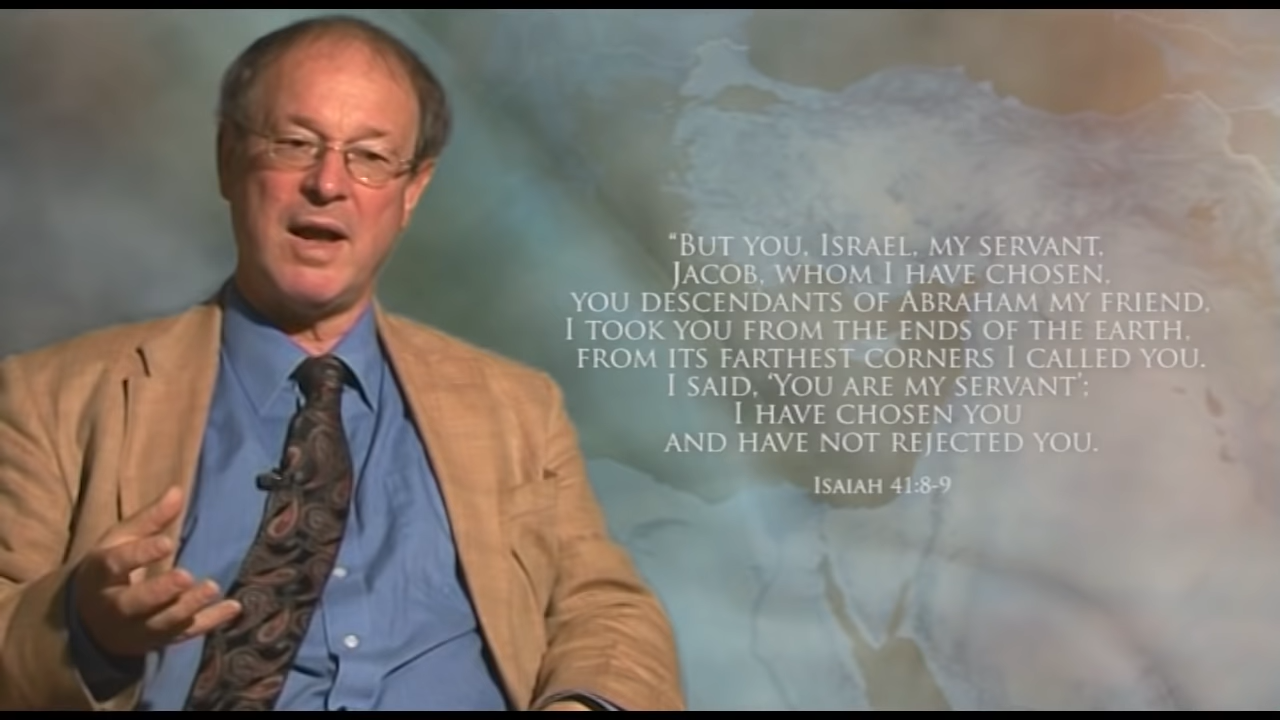 “But you, Israel, my servant,
Jacob, whom I have chosen,
you descendants of Abraham my friend,
I took you from the ends of the earth,
from its farthest corners I called you.
I said, ‘You are my servant’;
I have chosen you
and have not rejected you.
Isaiah 41:8-9